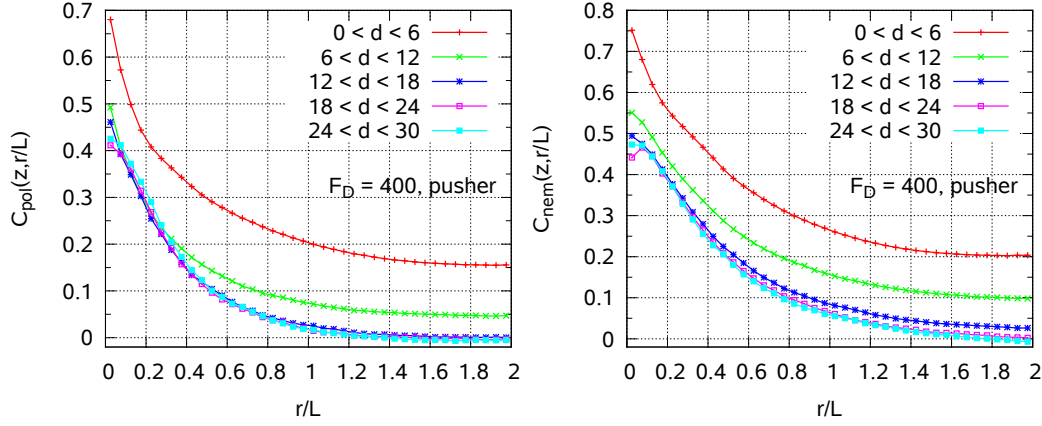 0.7
0.6
0.5
0.4
0.3
0.2
0.1
0
0 0.2 0.4 0.6 0.8 1 1.2 1.4 1.6 1.8 2
C_pol(z,r/L)
r/L
0 < d < 6
6 < d < 12
12 < d < 18
18 < d < 24
24 < d < 30
F_D = 400, pusher
0.8
0.7
0.6
0.5
0.4
0.3
0.2
0.1
0
0 0.2 0.4 0.6 0.8 1 1.2 1.4 1.6 1.8 2
C_nem(z,r/L)
r/L
0 < d < 6
6 < d < 12
12 < d < 18
18 < d < 24
24 < d < 30
F_D = 400, pusher